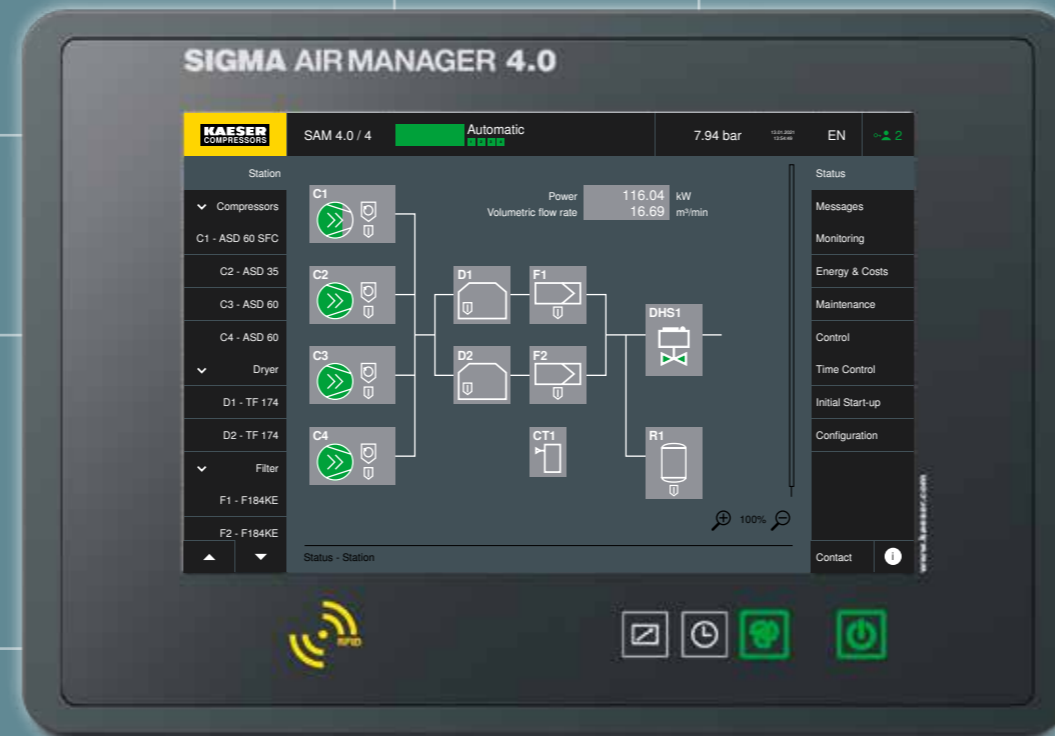 SIGMA AIR MANAGER 4.0
KAESER
COMPRESSORS
SAM 4.0 / 4
Automatic
7.94 bar
EN
2
Station
Compressors
C1 - ASD 60 SFC
C2 - ASD 35
C3 - ASD 60
C4 - ASD 60
Dryer
D1 - TF 174
D2 - TF 174
Filter
F1 - F184KE
F2 - F184KE
Power 116.04 kW
Volumetric flow rate 16.69 m³/min
C1
C2
C3
C4
D1
F1
D2
F2
DHS1
CT1
R1
100%
Status - Station
Status
Messages
Monitoring
Energy & Costs
Maintenance
Control
Time Control
Initial Start-up
Configuration
Contact
i
www.kaeser.com
RFID